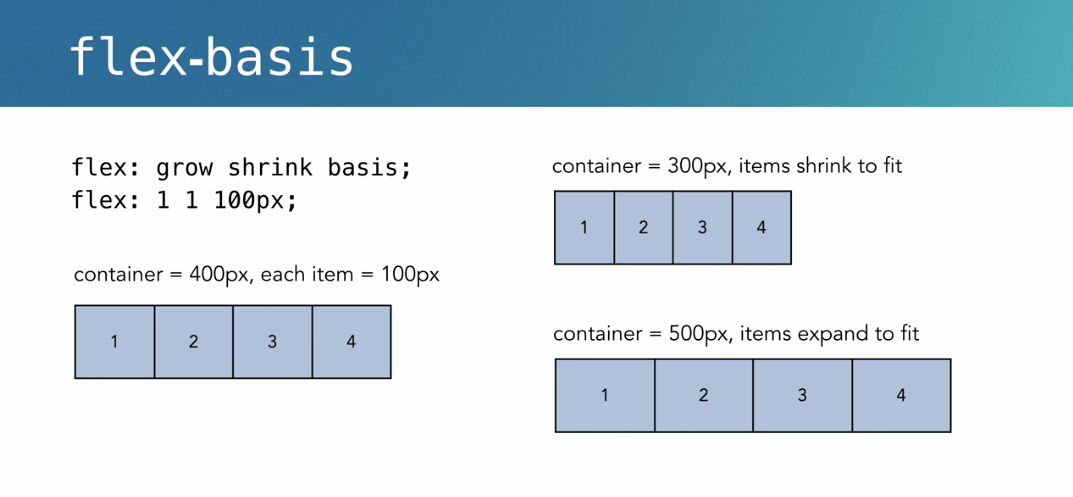 flex-basis
flex: grow shrink basis;
flex: 1 1 100px;
container = 400px, each item = 100px
1 2 3 4
container = 300px, items shrink to fit
1 2 3 4
container = 500px, items expand to fit
1 2 3 4